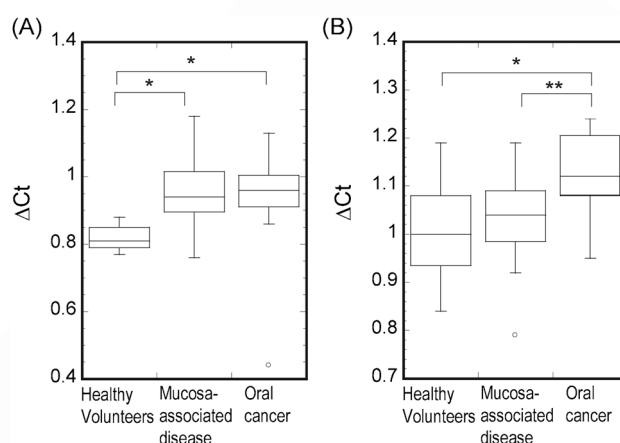 (A)
1.4
1.2
1
0.8
0.6
0.4
ΔCt
*
*
Healthy Volunteers
Mucosa-associated disease
Oral cancer
(B)
1.4
1.3
1.2
1.1
1
0.9
0.8
0.7
ΔCt
*
**
Healthy Volunteers
Mucosa-associated disease
Oral cancer